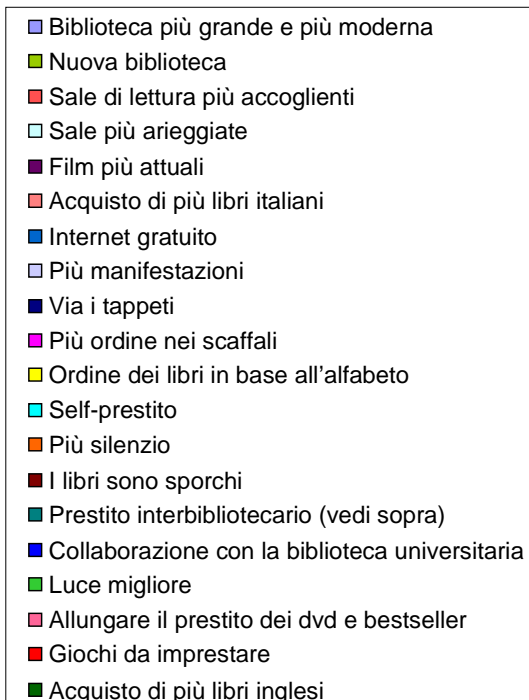 Biblioteca più grande e più moderna
Nuova biblioteca
Sale di lettura più accoglienti
Sale più arieggiate
Film più attuali
Acquisto di più libri italiani
Internet gratuito
Più manifestazioni
Via i tappeti
Più ordine nei scaffali
Ordine dei libri in base all'alfabeto
Self-prestito
Più silenzio
I libri sono sporchi
Prestito interbibliotecario (vedi sopra)
Collaborazione con la biblioteca universitaria
Luce migliore
Allungare il prestito dei dvd e bestseller
Giochi da imprestare
Acquisto di più libri inglesi